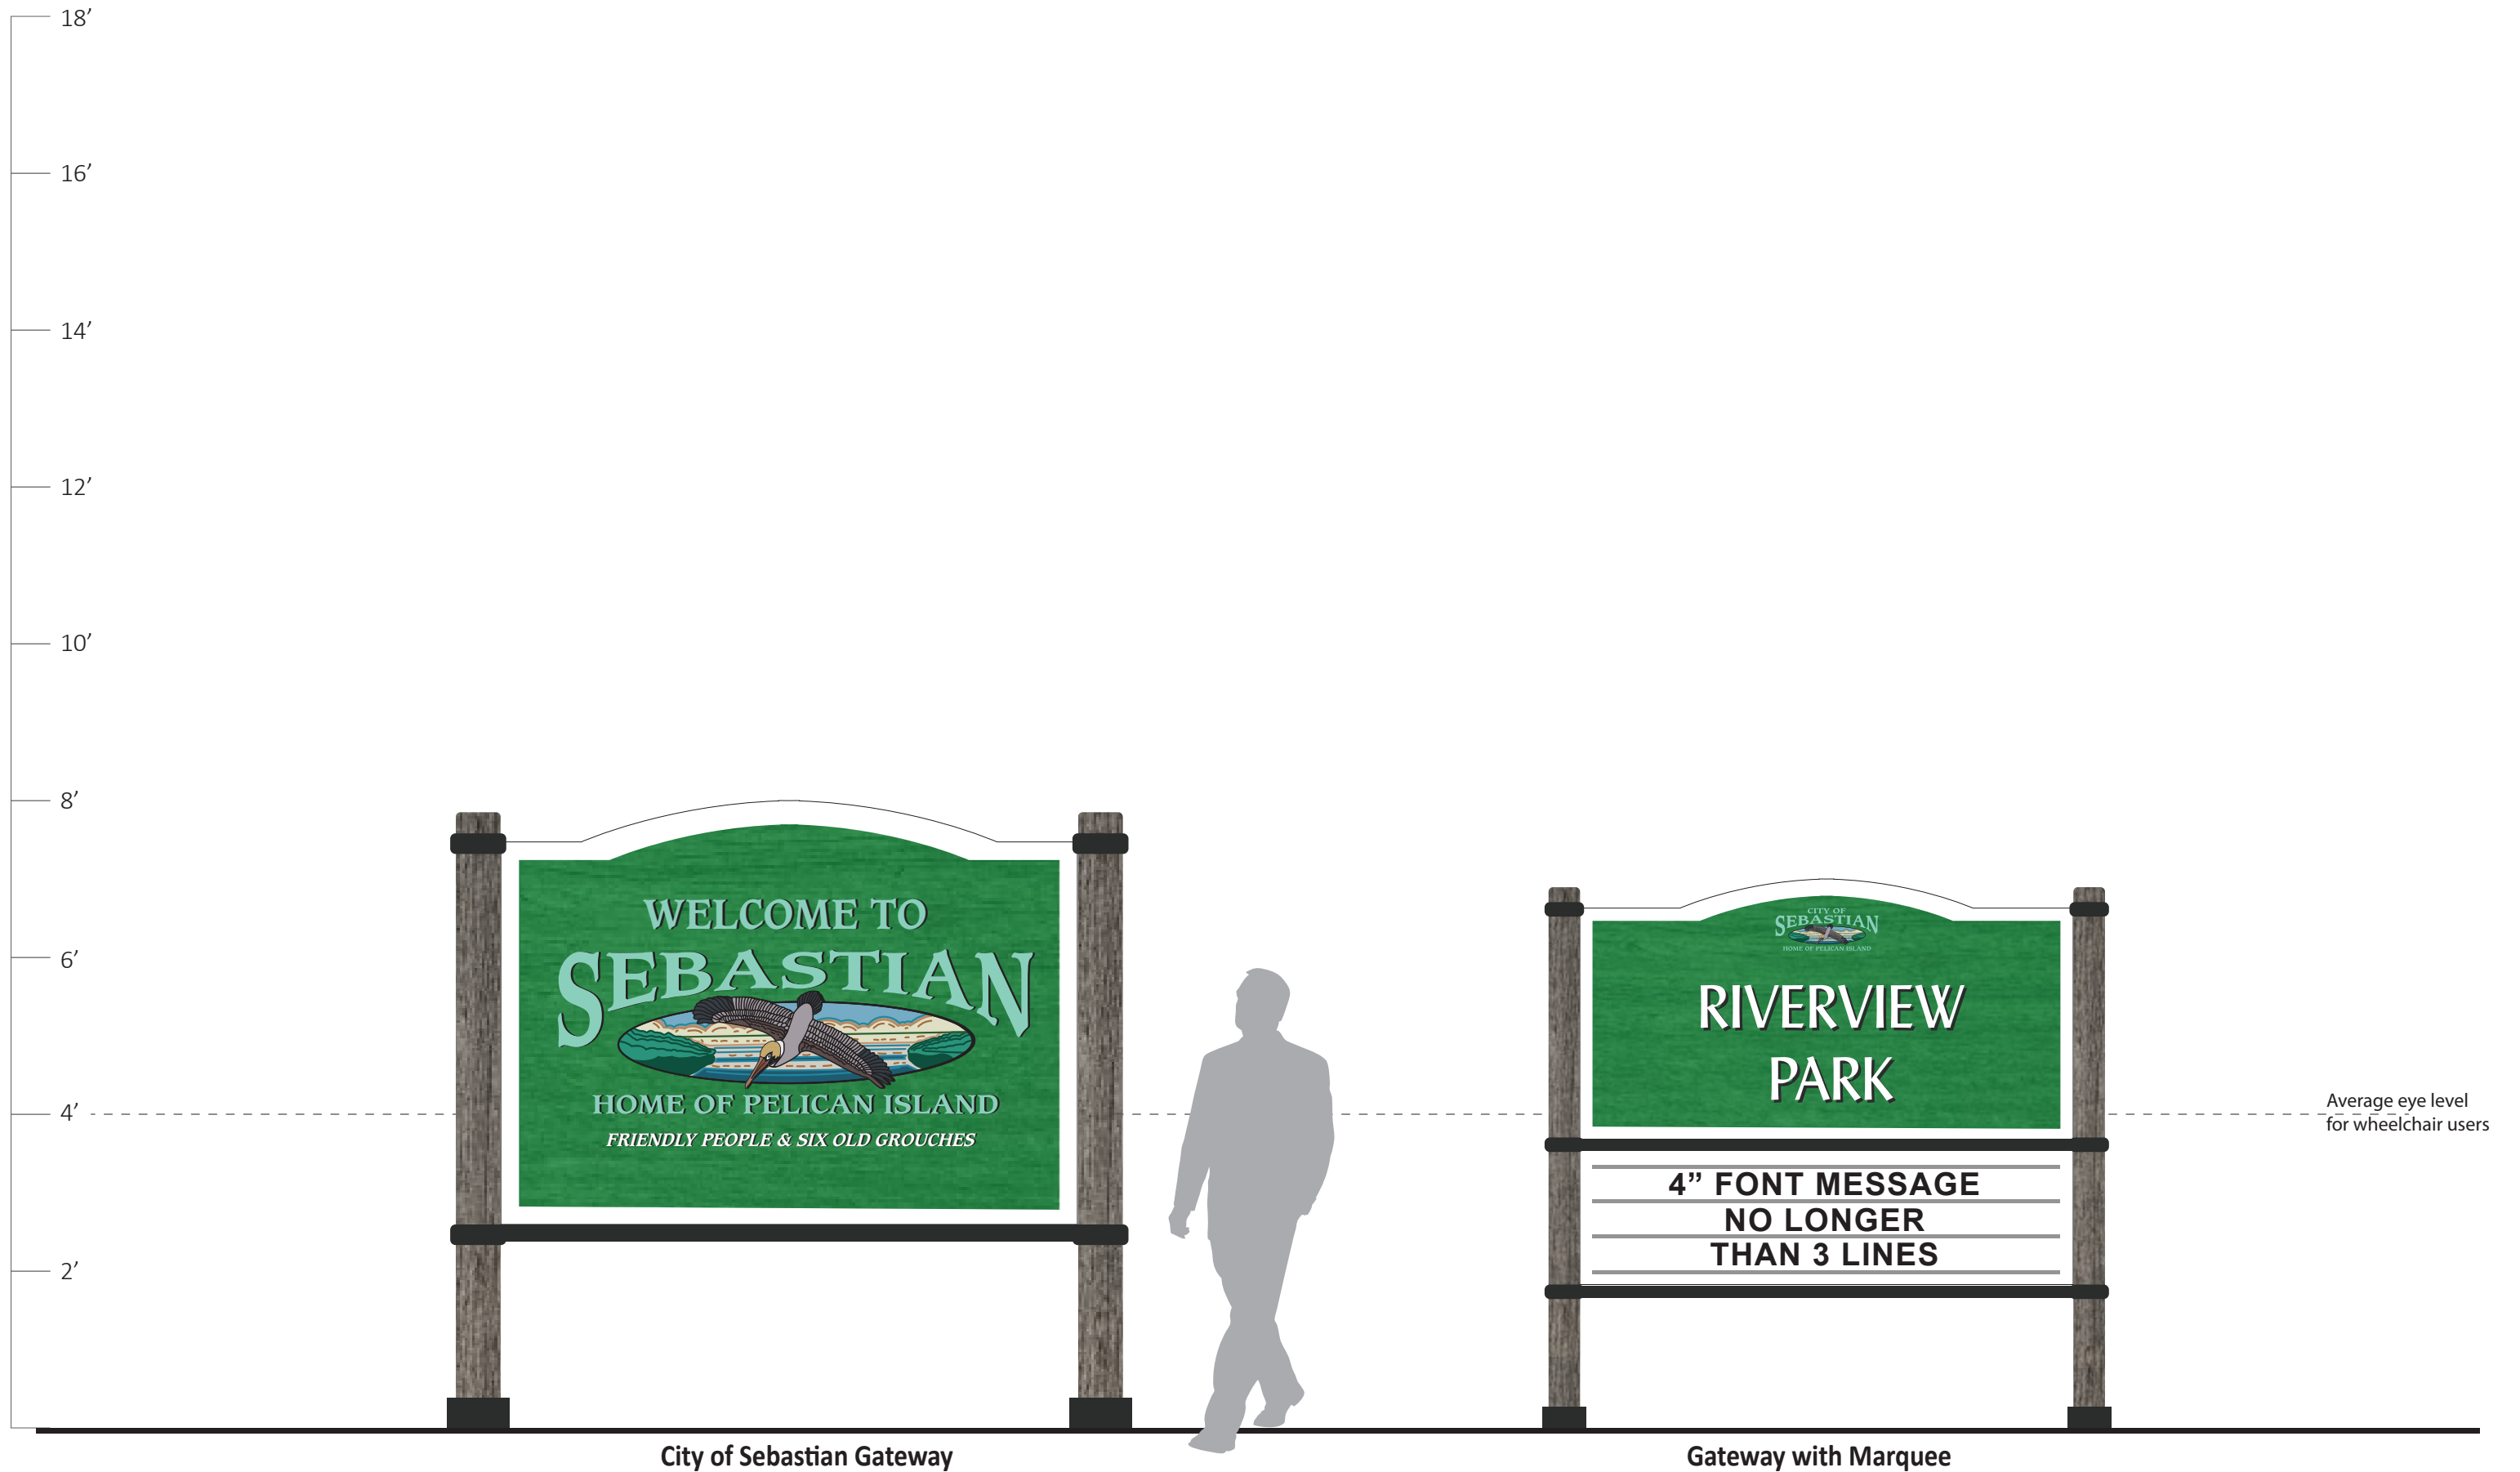 18’
16’
14’
12’
10’
8’
6’
4’
2’
WELCOME TO
SEBASTIAN
HOME OF PELICAN ISLAND
FRIENDLY PEOPLE & SIX OLD GROUCHES
CITY OF
SEBASTIAN
HOME OF PELICAN ISLAND
RIVERVIEW
PARK
4” FONT MESSAGE
NO LONGER
THAN 3 LINES
Average eye level
for wheelchair users
City of Sebastian Gateway
Gateway with Marquee